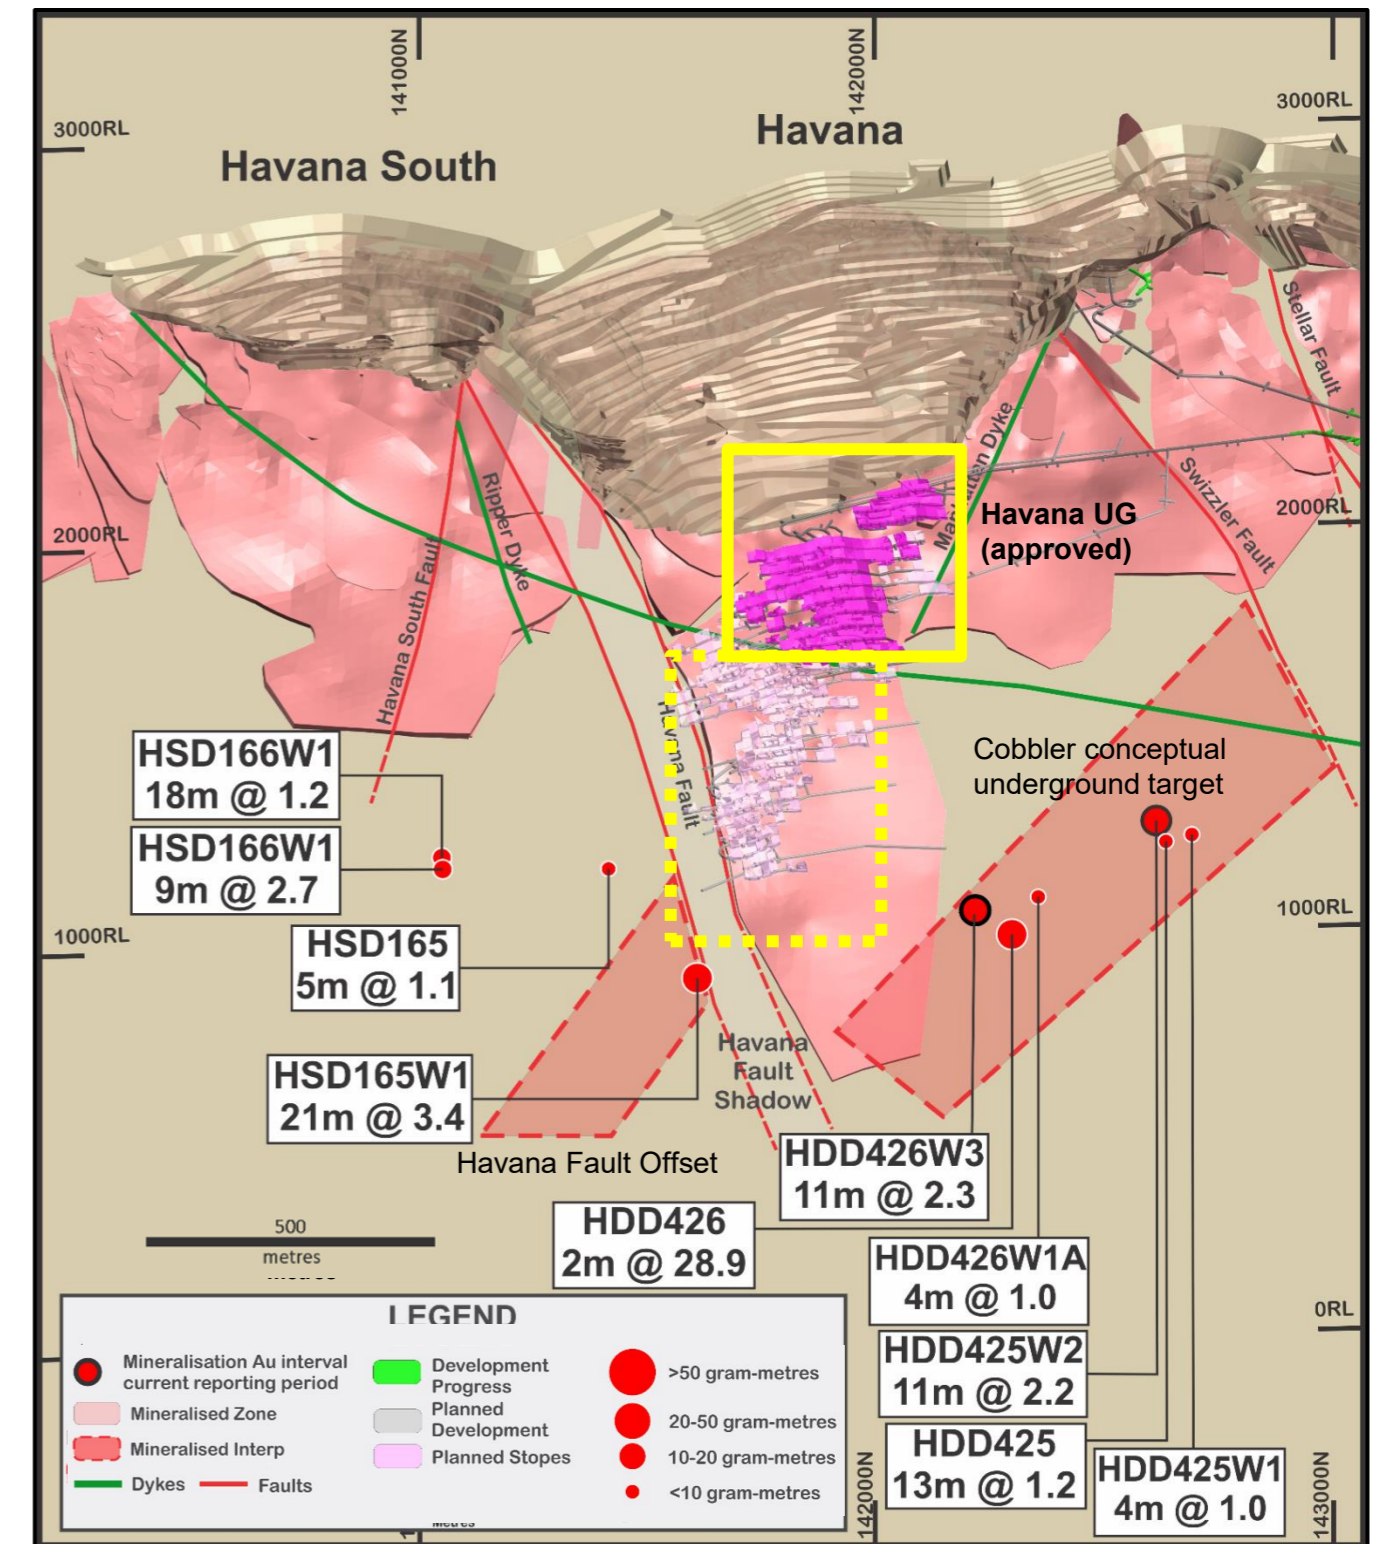 141000N
142000N
3000RL
3000RL
Havana South
Havana
Stellar Fault
Manhattan Dyke
Swizzler Fault
Ripper Dyke
Havana South Fault
2000RL
2000RL
Havana UG
(approved)
Havana Fault
HSD166W1
18m @ 1.2
HSD166W1
9m @ 2.7
Cobbler conceptual
underground target
HSD165
5m @ 1.1
1000RL
1000RL
HSD165W1
21m @ 3.4
Havana
Fault
Shadow
Havana Fault Offset
HDD426W3
11m @ 2.3
HDD426
2m @ 28.9
HDD426W1A
4m @ 1.0
HDD425W2
11m @ 2.2
HDD425
13m @ 1.2
HDD425W1
4m @ 1.0
0RL
500
metres
LEGEND
Mineralisation Au interval
current reporting period
Mineralised Zone
Mineralised Interp
Dykes
Faults
Development
Progress
Planned
Development
Planned Stopes
>50 gram-metres
20-50 gram-metres
10-20 gram-metres
<10 gram-metres
142000N
143000N